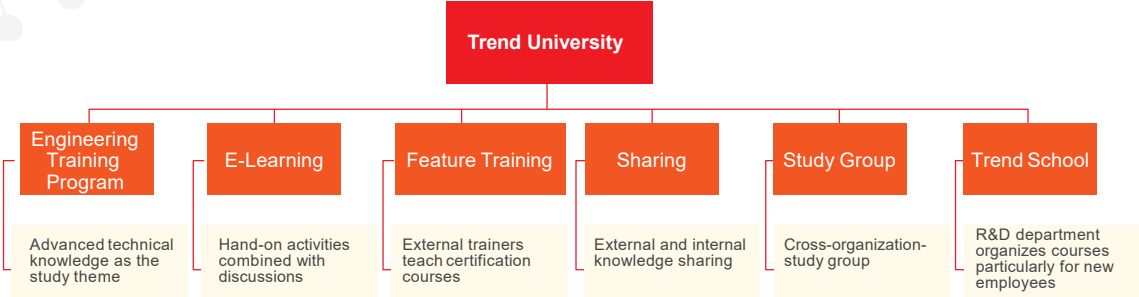 Trend University
Engineering
Training
Program
E-Learning
Feature Training
Sharing
Study Group
Trend School
Advanced technical
knowledge as the
study theme
Hand-on activities
combined with
discussions
External trainers
teach certification
courses
External and internal
knowledge sharing
Cross-organization-
study group
R&D department
organizes courses
particularly for new
employees